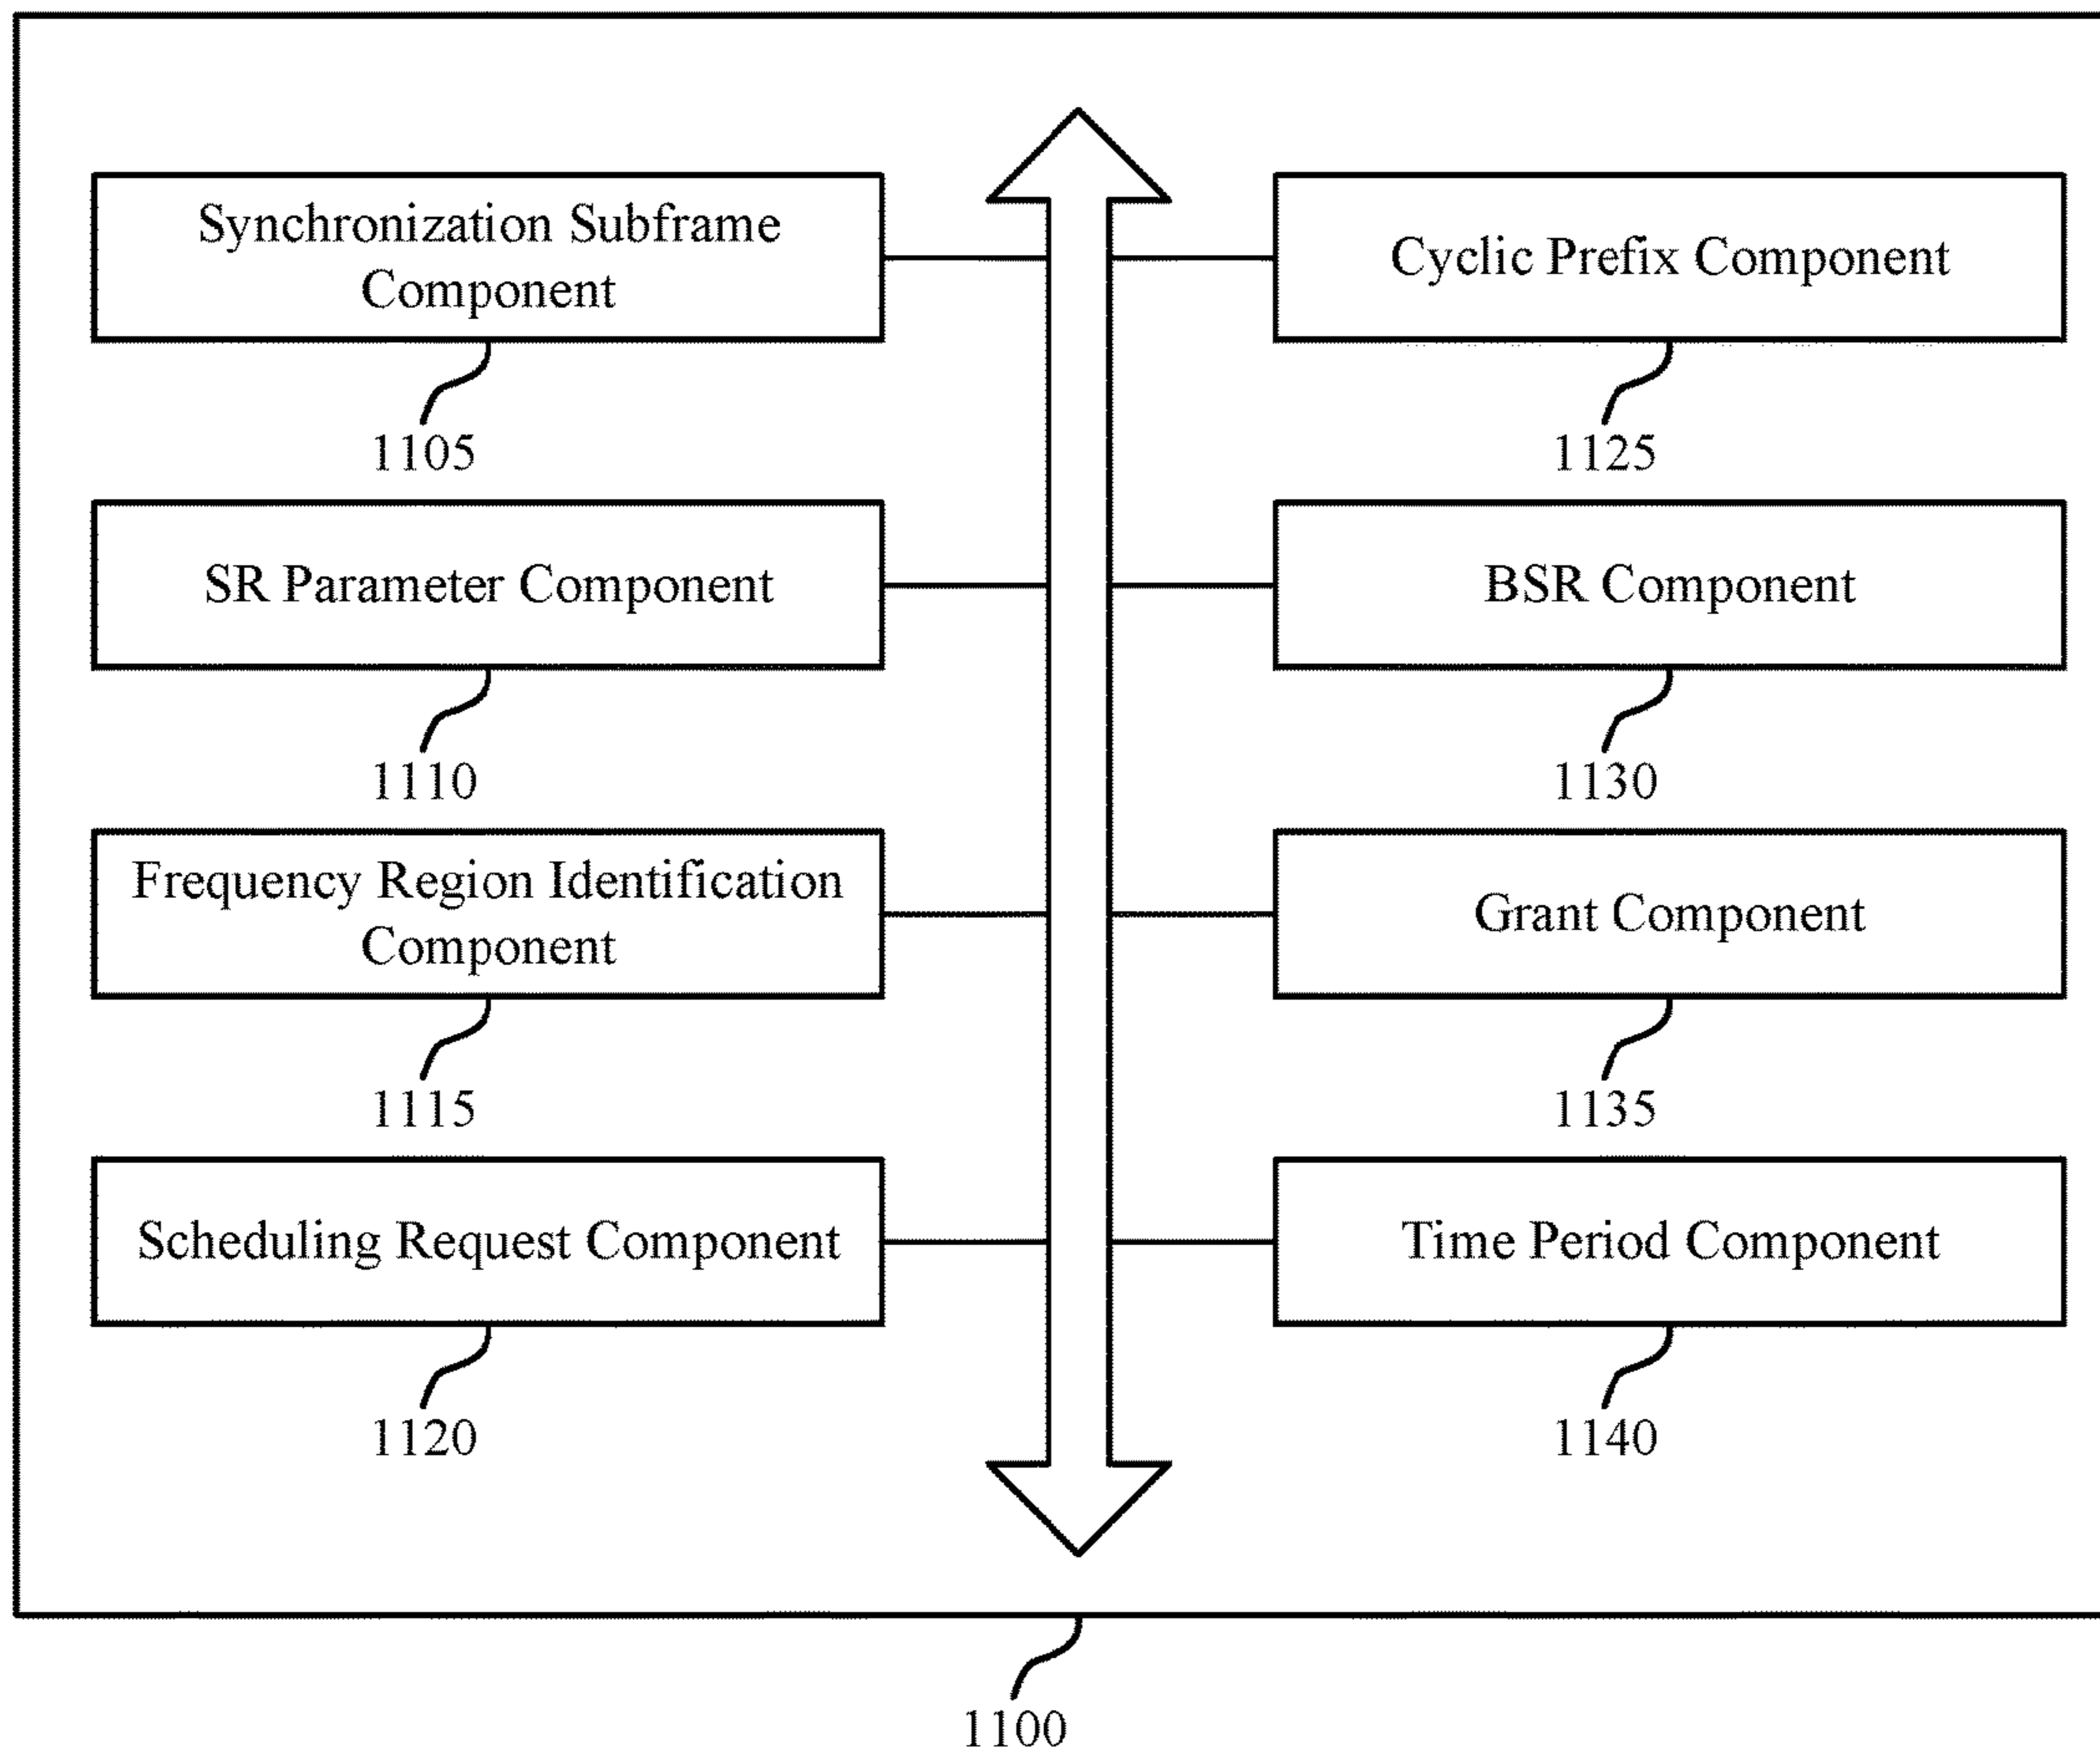 Synchronization Subframe
Component
1105
SR Parameter Component
1110
Frequency Region Identification
Component
1115
Scheduling Request Component
1120
Cyclic Prefix Component
1125
BSR Component
1130
Grant Component
1135
Time Period Component
1140
1100